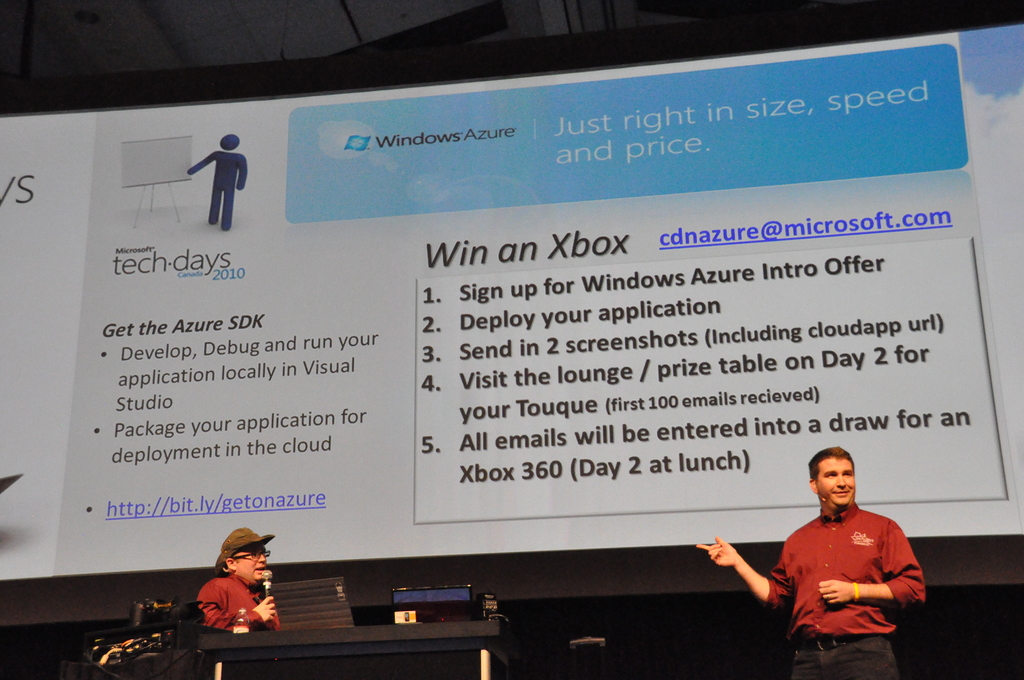 ys
Windows Azure
Just right in size, speed
and price.
Microsoft
tech·days
Canada 2010
Get the Azure SDK
• Develop, Debug and run your
application locally in Visual
Studio
• Package your application for
deployment in the cloud
• http://bit.ly/getonazure
Win an Xbox
cdnazure@microsoft.com
1. Sign up for Windows Azure Intro Offer
2. Deploy your application
3. Send in 2 screenshots (Including cloudapp url)
4. Visit the lounge / prize table on Day 2 for
your Touque (first 100 emails recieved)
5. All emails will be entered into a draw for an
Xbox 360 (Day 2 at lunch)